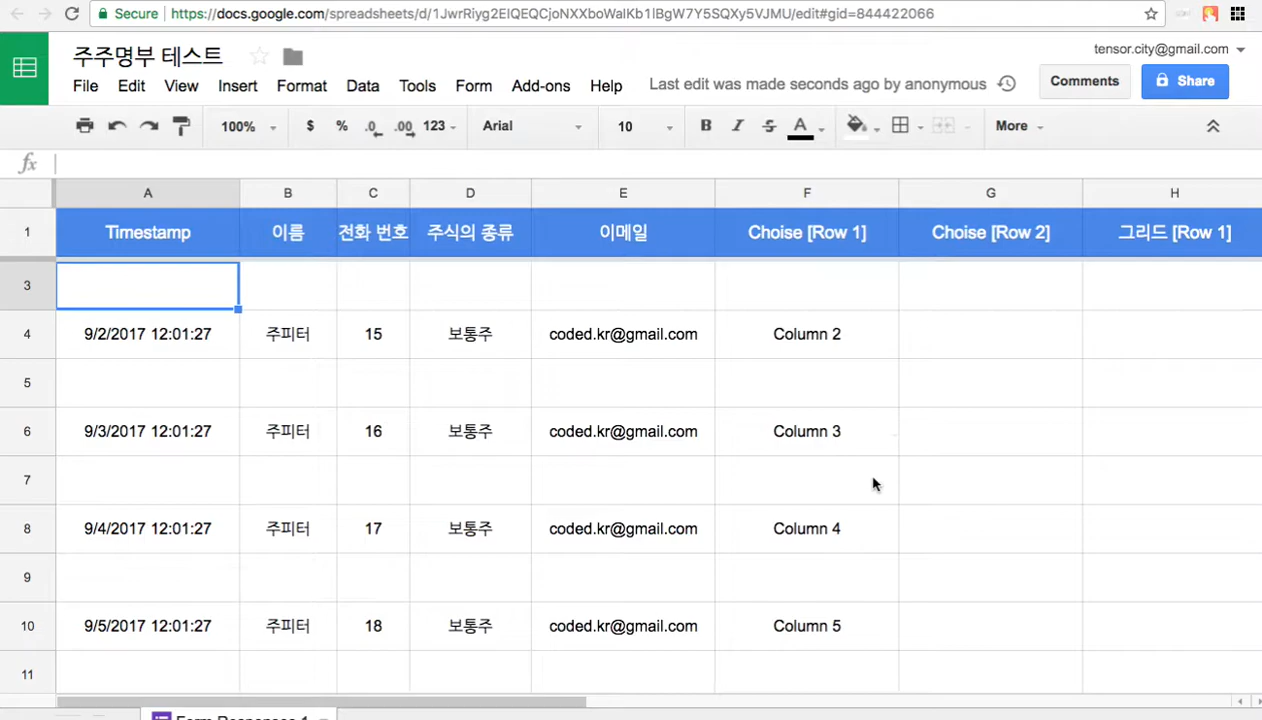 Secure https://docs.google.com/spreadsheets/d/1JwrRiyg2EIQEQCjoNXXboWaIKb1lBgW7Y5SQXy5VJMU/edit#gid=844422066
주주명부 테스트
tensor.city@gmail.com
File Edit View Insert Format Data Tools Form Add-ons Help Last edit was made seconds ago by anonymous Comments Share
100% $ % .0 .00 123 Arial 10 B I S A More
fx
A B C D E F G H
1 Timestamp 이름 전화 번호 주식의 종류 이메일 Choise [Row 1] Choise [Row 2] 그리드 [Row 1]
3
4 9/2/2017 12:01:27 주피터 15 보통주 coded.kr@gmail.com Column 2
5
6 9/3/2017 12:01:27 주피터 16 보통주 coded.kr@gmail.com Column 3
7
8 9/4/2017 12:01:27 주피터 17 보통주 coded.kr@gmail.com Column 4
9
10 9/5/2017 12:01:27 주피터 18 보통주 coded.kr@gmail.com Column 5
11
Form Responses 1